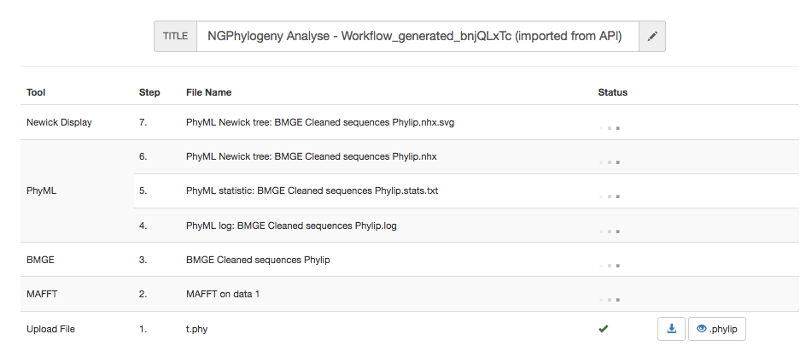 TITLE NGPhylogeny Analyse - Workflow_generated_bnjQLxTc (imported from API)
Tool Step File Name Status
Newick Display 7. PhyML Newick tree: BMGE Cleaned sequences Phylip.nhx.svg
6. PhyML Newick tree: BMGE Cleaned sequences Phylip.nhx
PhyML 5. PhyML statistic: BMGE Cleaned sequences Phylip.stats.txt
4. PhyML log: BMGE Cleaned sequences Phylip.log
BMGE 3. BMGE Cleaned sequences Phylip
MAFFT 2. MAFFT on data 1
Upload File 1. t.phy .phylip